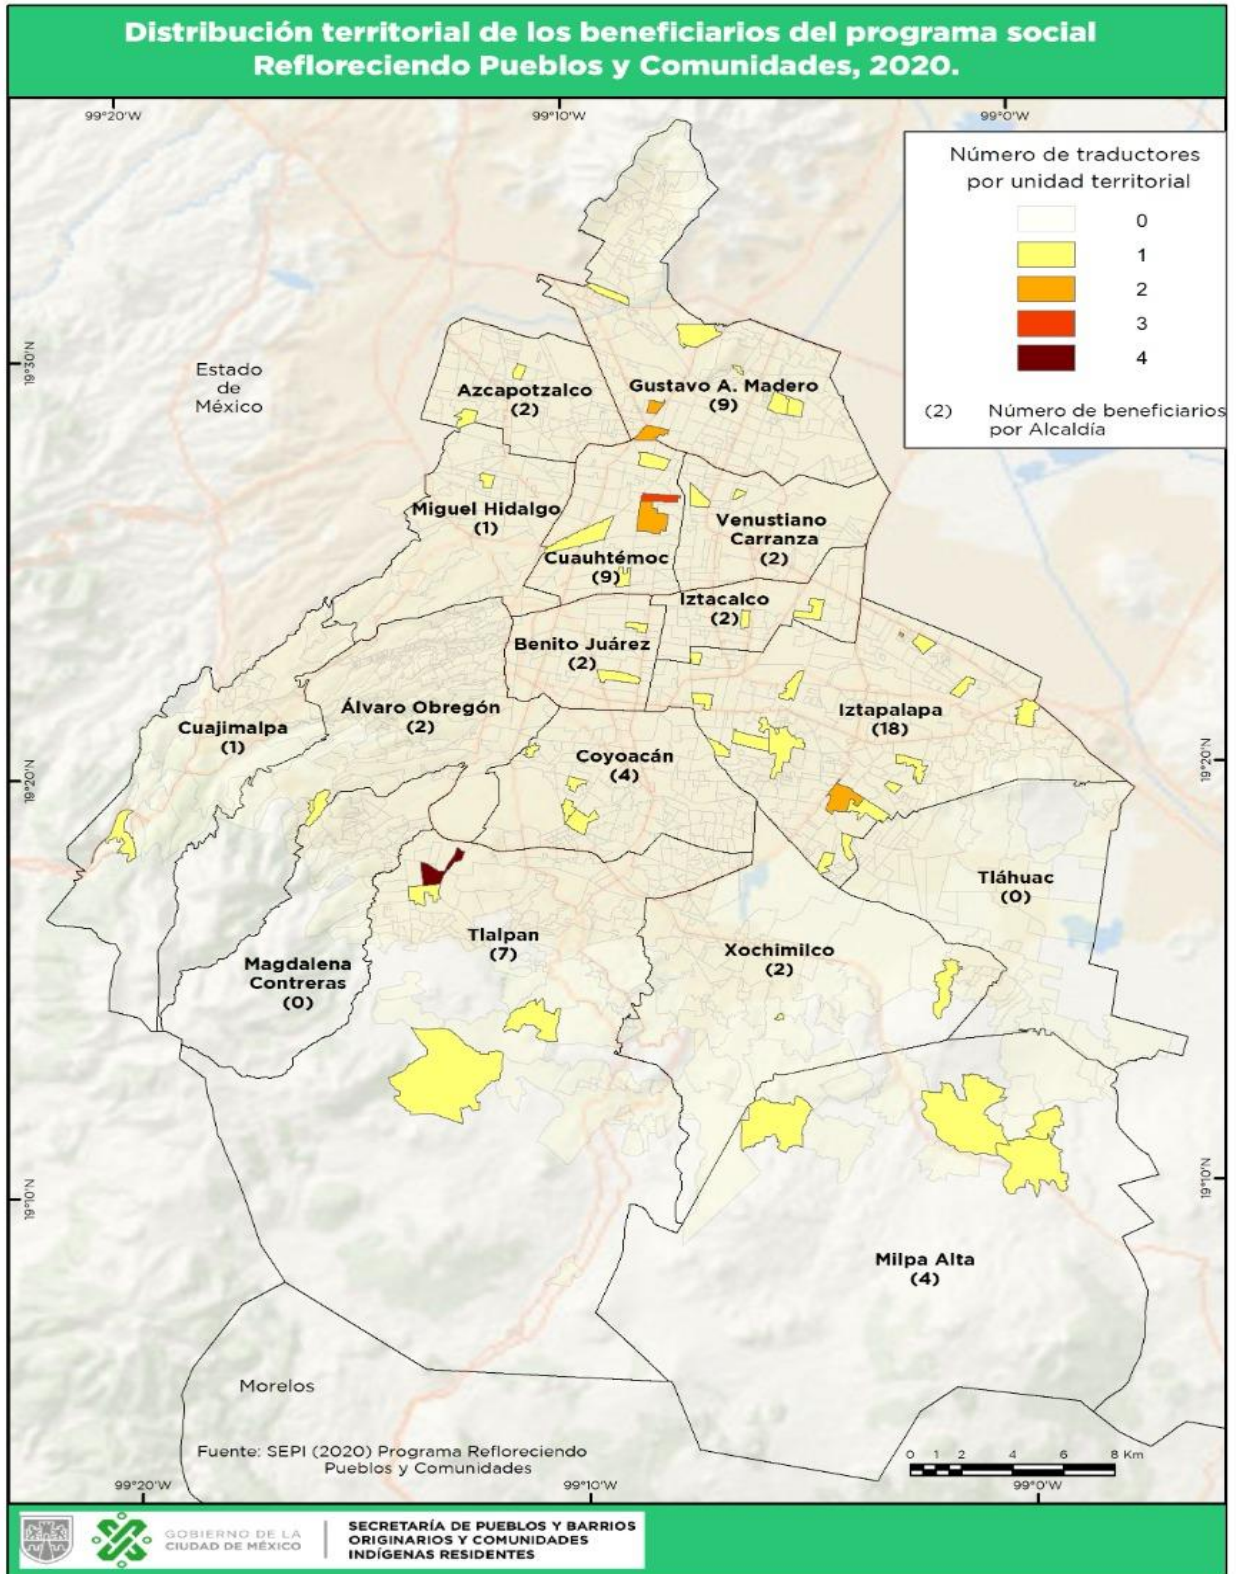 Distribución territorial de los beneficiarios del programa social
Refloreciendo Pueblos y Comunidades, 2020.
99°20'W
99°10'W
99°0'W
Número de traductores
por unidad territorial
0
1
2
3
4
(2) Número de beneficiarios
por Alcaldía
19°30'N
Estado
de
México
Azcapotzalco
(2)
Gustavo A. Madero
(9)
Miguel Hidalgo
(1)
Venustiano
Carranza
(2)
Cuauhtémoc
(9)
Iztacalco
(2)
Benito Juárez
(2)
Álvaro Obregón
(2)
Iztapalapa
(18)
Cuajimalpa
(1)
Coyoacán
(4)
19°20'N
19°20'N
Tláhuac
(0)
Tlalpan
(7)
Xochimilco
(2)
Magdalena
Contreras
(0)
19°10'N
19°10'N
Milpa Alta
(4)
Morelos
Fuente: SEPI (2020) Programa Refloreciendo
Pueblos y Comunidades
0 1 2 4 6 8 Km
99°20'W
99°10'W
99°0'W
GOBIERNO DE LA
CIUDAD DE MÉXICO
SECRETARÍA DE PUEBLOS Y BARRIOS
ORIGINARIOS Y COMUNIDADES
INDÍGENAS RESIDENTES